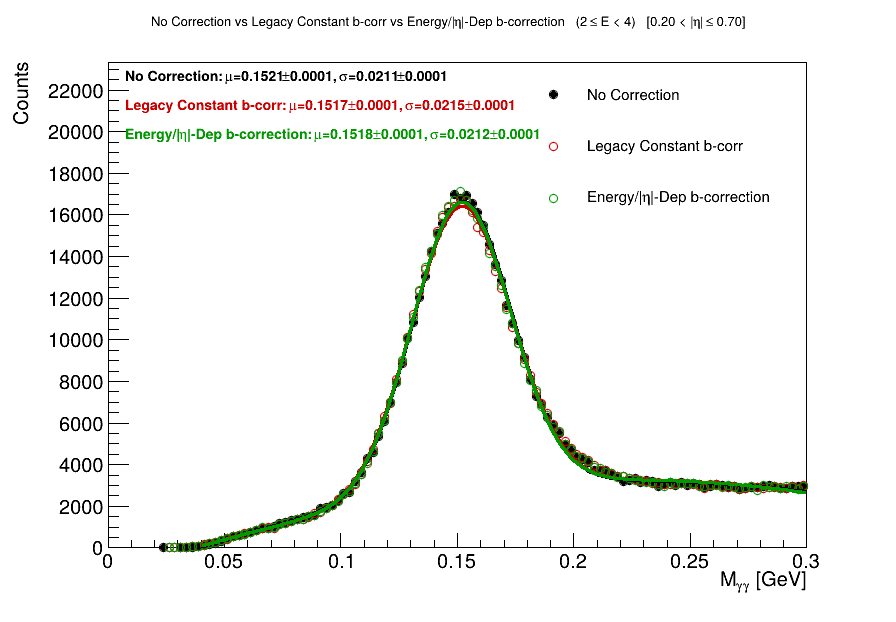 No Correction vs Legacy Constant b-corr vs Energy/|η|-Dep b-correction (2 ≤ E < 4) [0.20 < |η| ≤ 0.70]
Counts
No Correction: μ=0.1521±0.0001, σ=0.0211±0.0001
Legacy Constant b-corr: μ=0.1517±0.0001, σ=0.0215±0.0001
Energy/|η|-Dep b-correction: μ=0.1518±0.0001, σ=0.0212±0.0001
No Correction
Legacy Constant b-corr
Energy/|η|-Dep b-correction
22000
20000
18000
16000
14000
12000
10000
8000
6000
4000
2000
0
0 0.05 0.1 0.15 0.2 0.25 0.3
Mγγ [GeV]